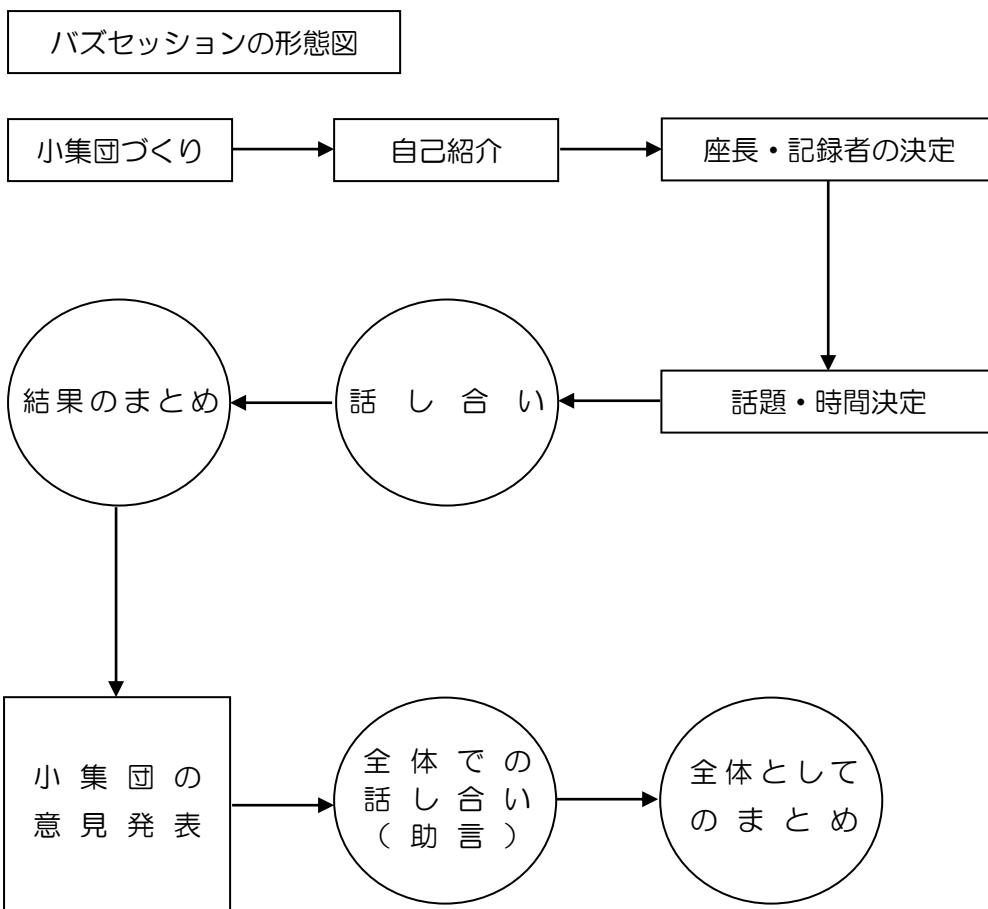 バズセッションの形態図
小集団づくり
自己紹介
座長・記録者の決定
話題・時間決定
話し合い
結果のまとめ
小集団の
意見発表
全体での
話し合い
(助言)
全体として
のまとめ